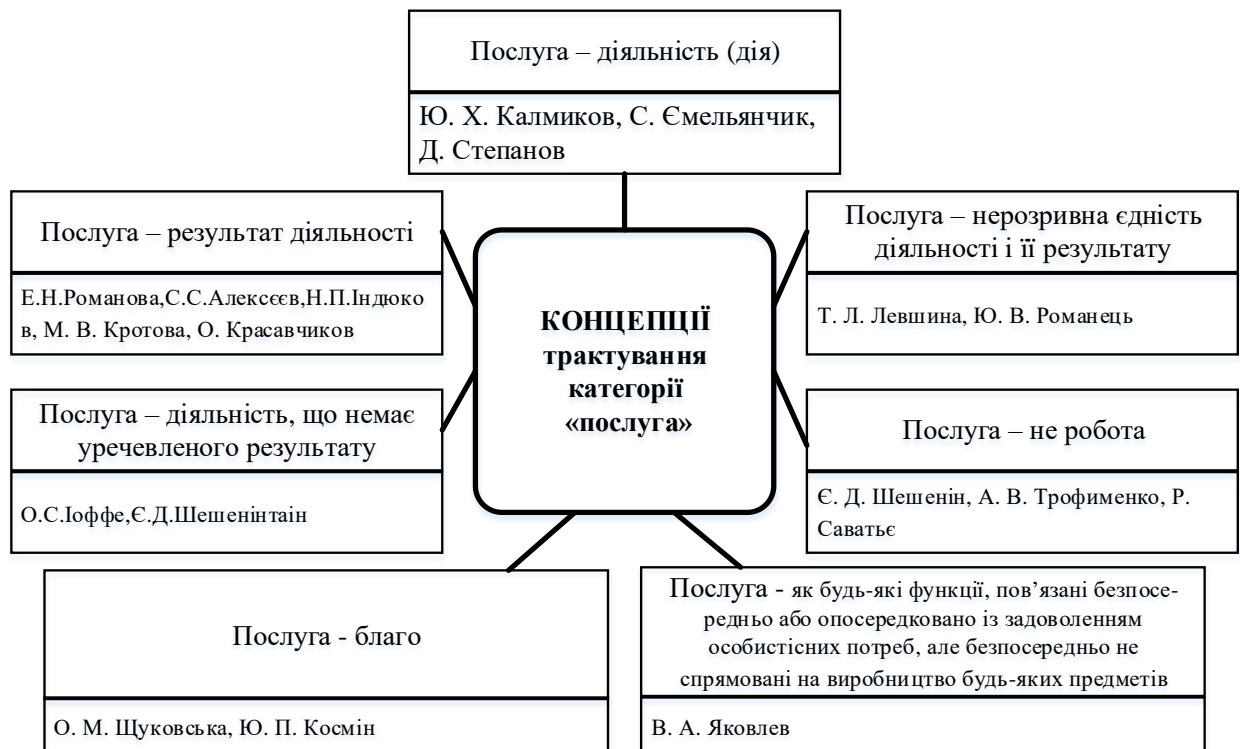 Послуга – діяльність (дія)
Ю. Х. Калмиков, С. Ємельянчик,
Д. Степанов
Послуга – результат діяльності
Е.Н.Романова,С.С.Алексєєв,Н.П.Індюко
в, М. В. Кротова, О. Красавчиков
Послуга – нерозривна єдність
діяльності і її результату
Т. Л. Левшина, Ю. В. Романець
КОНЦЕПЦІЇ
трактування
категорії
«послуга»
Послуга – діяльність, що немає
уречевленого результату
О.С.Іоффе,Є.Д.Шешенінтаін
Послуга – не робота
Є. Д. Шешенін, А. В. Трофименко, Р.
Саватьє
Послуга - благо
О. М. Щуковська, Ю. П. Космін
Послуга - як будь-які функції, пов’язані безпосе-
редньо або опосередковано із задоволенням
особистісних потреб, але безпосередньо не
спрямовані на виробництво будь-яких предметів
В. А. Яковлев